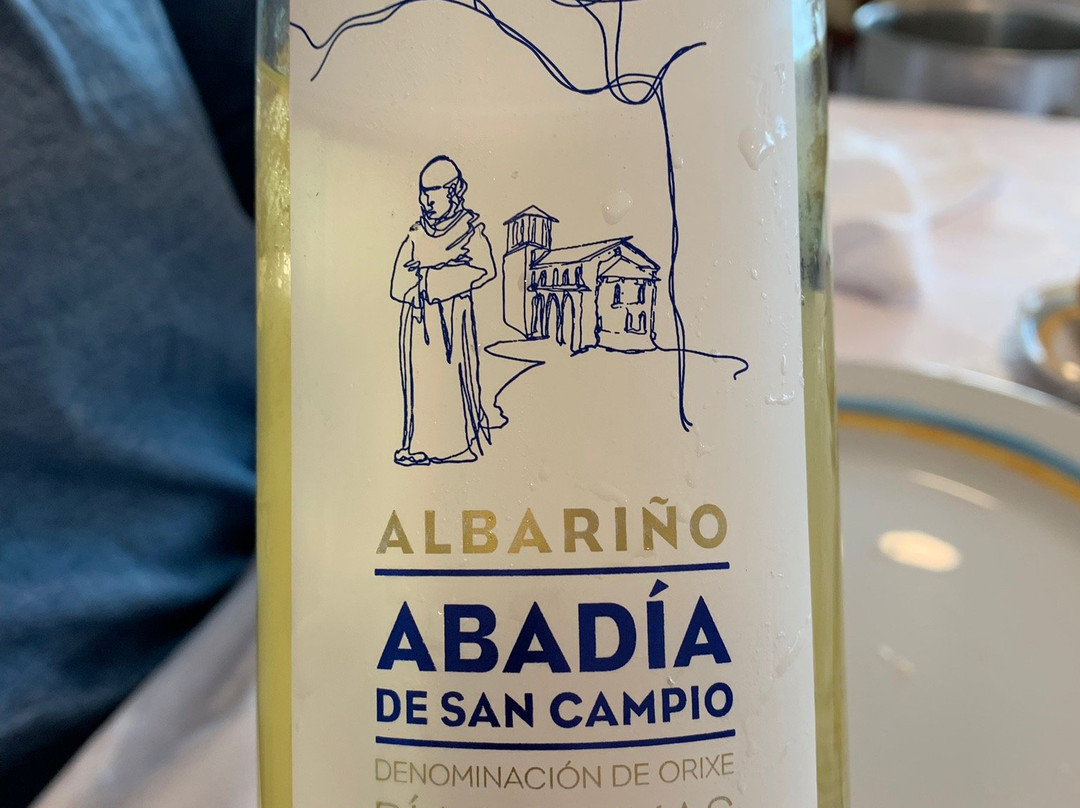 ALBARIÑO
ABADÍA
DE SAN CAMPIO
DENOMINACIÓN DE ORIXE